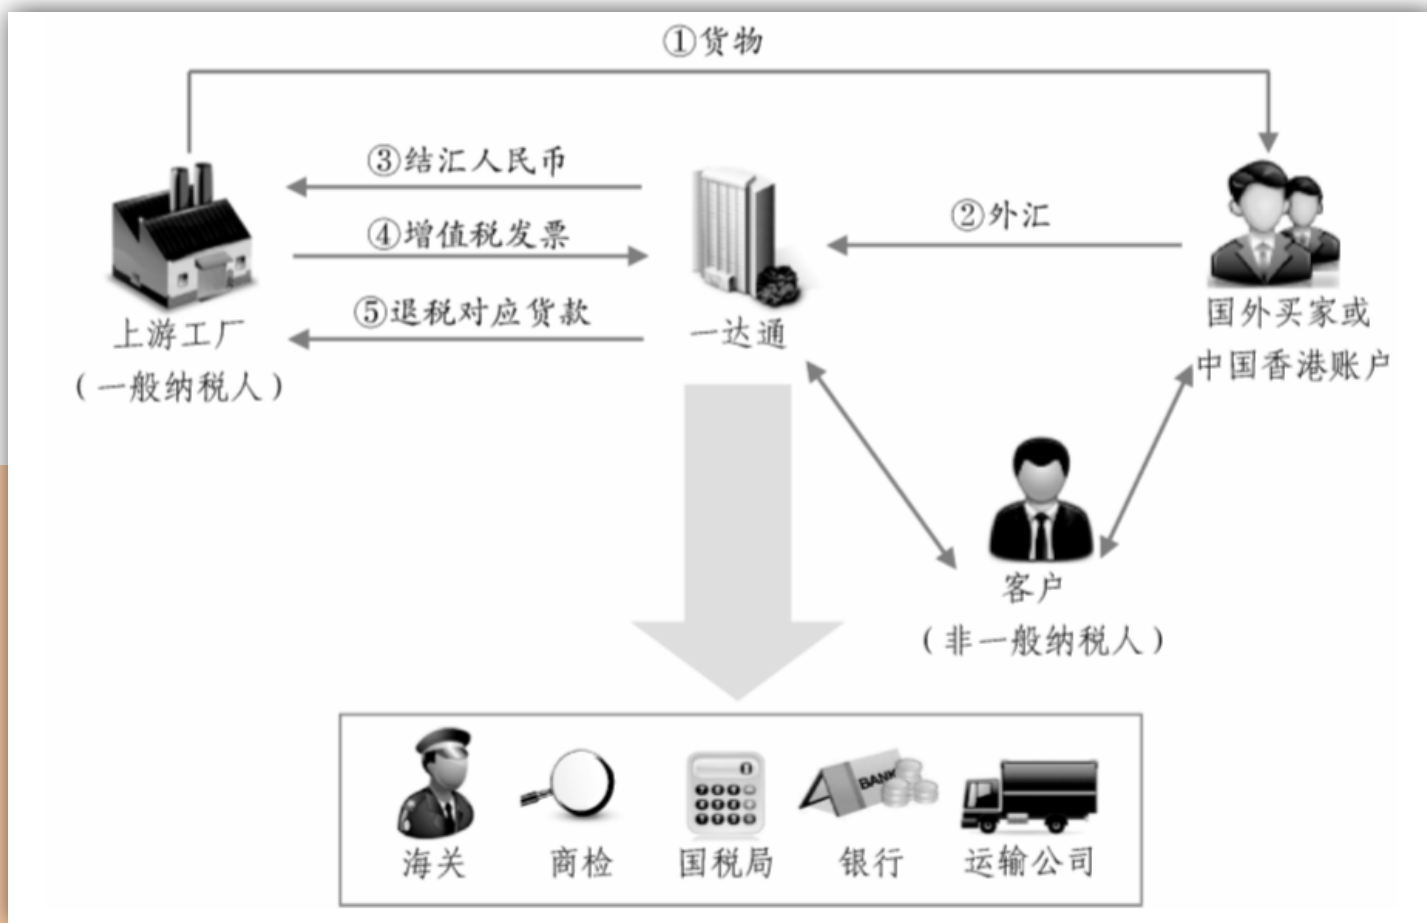 ①货物
③结汇人民币
④增值税发票
⑤退税对应货款
②外汇
上游工厂
(一般纳税人)
一达通
国外买家或
中国香港账户
客户
(非一般纳税人)
0
BANK
海关
商检
国税局
银行
运输公司